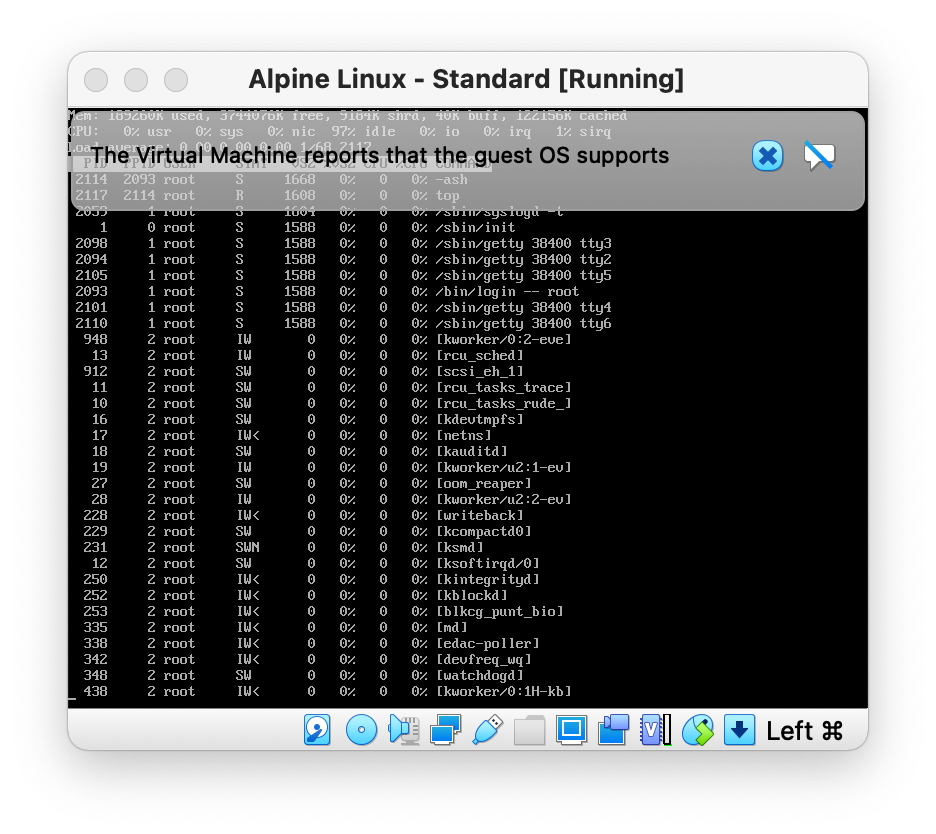 Alpine Linux - Standard [Running]
Mem: 189260K used, 3744076K free, 9184K shrd, 40K buff, 122156K cached
CPU: 0% usr 0% sys 0% nic 97% idle 0% io 0% irq 1% sirq
Load average: 0.00 0.00 0.00 1/68 2117
The Virtual Machine reports that the guest OS supports
PID PPID USER STAT VSZ %VSZ CPU %CPU COMMAND
2114 2093 root S 1668 0% 0 0% -ash
2117 2114 root R 1608 0% 0 0% top
2059 1 root S 1604 0% 0 0% /sbin/syslogd -t
1 0 root S 1588 0% 0 0% /sbin/init
2098 1 root S 1588 0% 0 0% /sbin/getty 38400 tty3
2094 1 root S 1588 0% 0 0% /sbin/getty 38400 tty2
2105 1 root S 1588 0% 0 0% /sbin/getty 38400 tty5
2093 1 root S 1588 0% 0 0% /bin/login -- root
2101 1 root S 1588 0% 0 0% /sbin/getty 38400 tty4
2110 1 root S 1588 0% 0 0% /sbin/getty 38400 tty6
948 2 root IW 0 0% 0 0% [kworker/0:2-eve]
13 2 root IW 0 0% 0 0% [rcu_sched]
912 2 root SW 0 0% 0 0% [scsi_eh_1]
11 2 root SW 0 0% 0 0% [rcu_tasks_trace]
10 2 root SW 0 0% 0 0% [rcu_tasks_rude_]
16 2 root SW 0 0% 0 0% [kdevtmpfs]
17 2 root IW< 0 0% 0 0% [netns]
18 2 root SW 0 0% 0 0% [kauditd]
19 2 root IW 0 0% 0 0% [kworker/u2:1-ev]
27 2 root SW 0 0% 0 0% [oom_reaper]
28 2 root IW 0 0% 0 0% [kworker/u2:2-ev]
228 2 root IW< 0 0% 0 0% [writeback]
229 2 root SW 0 0% 0 0% [kcompactd0]
231 2 root SWN 0 0% 0 0% [ksmd]
12 2 root SW 0 0% 0 0% [ksoftirqd/0]
250 2 root IW< 0 0% 0 0% [kintegrityd]
252 2 root IW< 0 0% 0 0% [kblockd]
253 2 root IW< 0 0% 0 0% [blkcg_punt_bio]
335 2 root IW< 0 0% 0 0% [md]
338 2 root IW< 0 0% 0 0% [edac-poller]
342 2 root IW< 0 0% 0 0% [devfreq_wq]
348 2 root SW 0 0% 0 0% [watchdogd]
438 2 root IW< 0 0% 0 0% [kworker/0:1H-kb]
Left ⌘